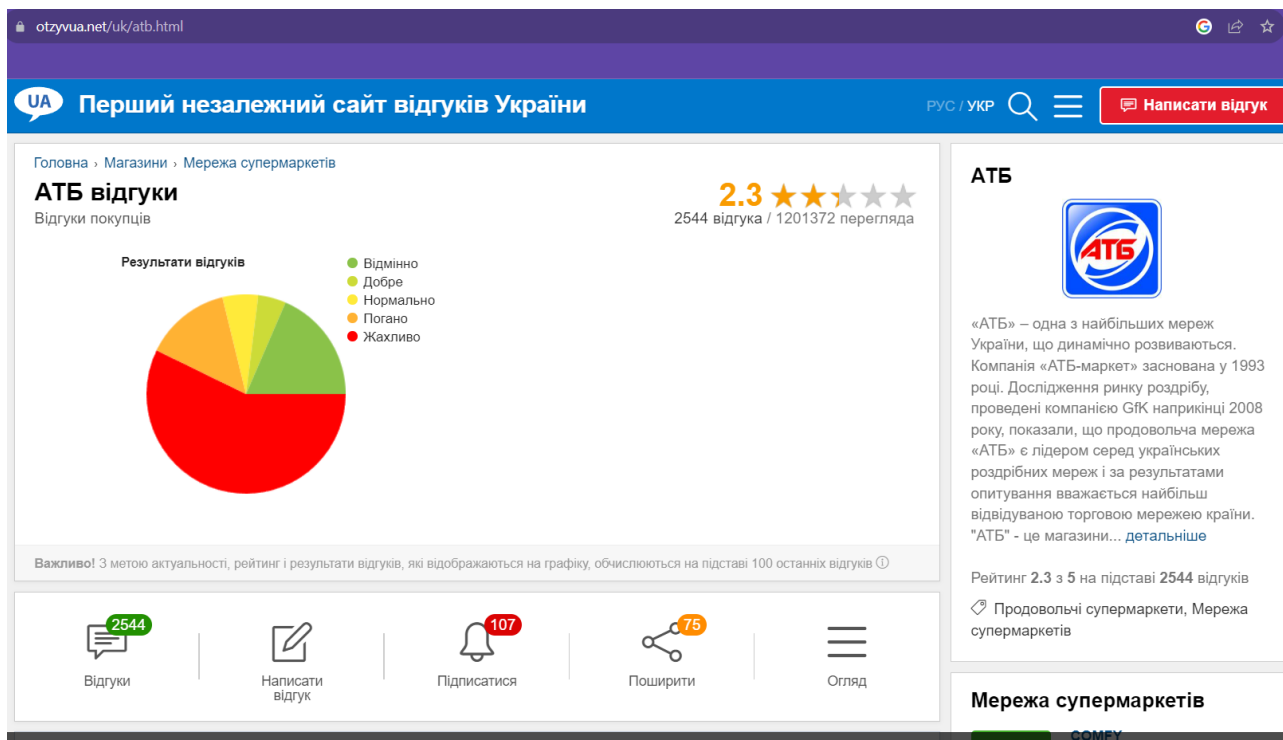 otzyvua.net/uk/atb.html
UA
Перший незалежний сайт відгуків України
РУС / УКР
Написати відгук
Головна › Магазини › Мережа супермаркетів
АТБ відгуки
Відгуки покупців
2.3
2544 відгука / 1201372 перегляда
Результати відгуків
Відмінно
Добре
Нормально
Погано
Жахливо
Важливо! З метою актуальності, рейтинг і результати відгуків, які відображаються на графіку, обчислюються на підставі 100 останніх відгуків
2544
Відгуки
Написати
відгук
107
Підписатися
75
Поширити
Огляд
АТБ
АТБ
«АТБ» – одна з найбільших мереж
України, що динамічно розвиваються.
Компанія «АТБ-маркет» заснована у 1993
році. Дослідження ринку роздрібу,
проведені компанією GfK наприкінці 2008
року, показали, що продовольча мережа
«АТБ» є лідером серед українських
роздрібних мереж і за результатами
опитування вважається найбільш
відвідуваною торговою мережею країни.
"АТБ" - це магазини... детальніше
Рейтинг 2.3 з 5 на підставі 2544 відгуків
Продовольчі супермаркети, Мережа
супермаркетів
Мережа супермаркетів
COMFY